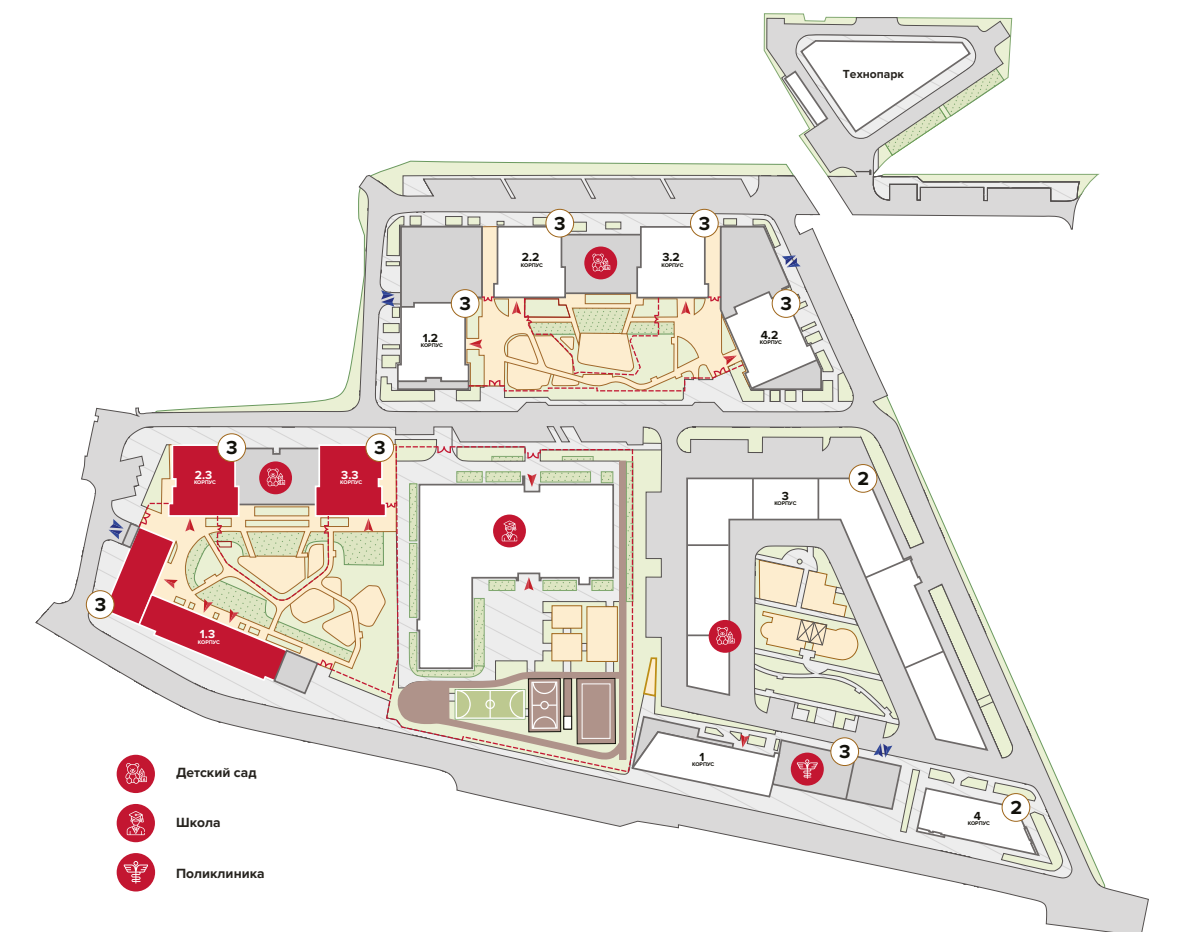 Технопарк
3
3
2.2
КОРПУС
3.2
КОРПУС
3
3
1.2
КОРПУС
4.2
КОРПУС
3
3
2.3
КОРПУС
3.3
КОРПУС
2
3
КОРПУС
3
1.3
КОРПУС
1
КОРПУС
3
2
4
КОРПУС
Детский сад
Школа
Поликлиника